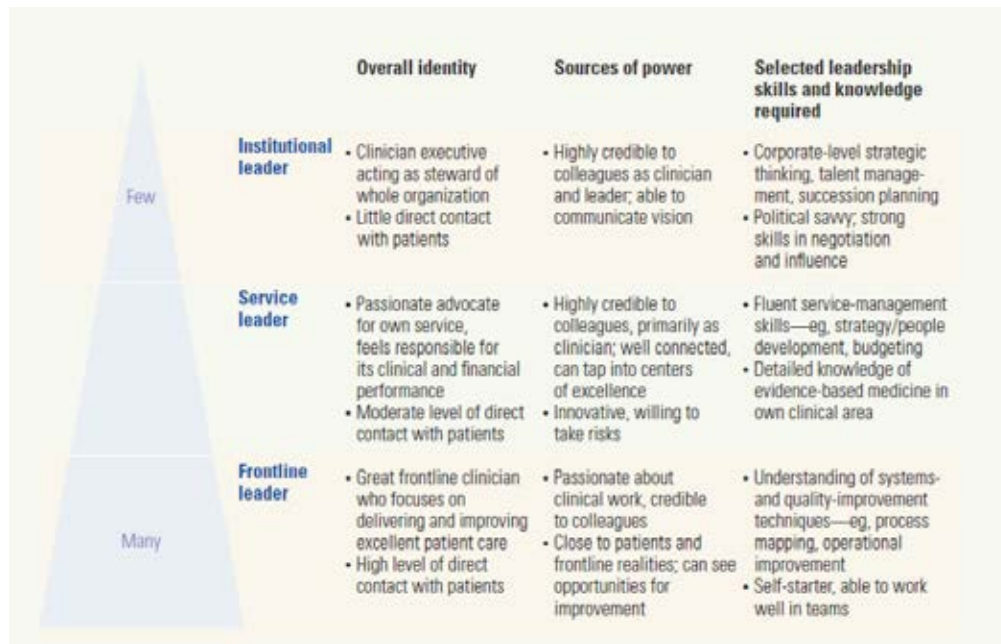 Overall identity
Sources of power
Selected leadership
skills and knowledge
required
Few
Institutional
leader
• Clinician executive
acting as steward of
whole organization
• Little direct contact
with patients
• Highly credible to
colleagues as clinician
and leader; able to
communicate vision
• Corporate-level strategic
thinking, talent manage-
ment, succession planning
• Political savvy; strong
skills in negotiation
and influence
Service
leader
• Passionate advocate
for own service,
feels responsible for
its clinical and financial
performance
• Moderate level of direct
contact with patients
• Highly credible to
colleagues, primarily as
clinician; well connected,
can tap into centers
of excellence
• Innovative, willing to
take risks
• Fluent service-management
skills—eg, strategy/people
development, budgeting
• Detailed knowledge of
evidence-based medicine in
own clinical area
Many
Frontline
leader
• Great frontline clinician
who focuses on
delivering and improving
excellent patient care
• High level of direct
contact with patients
• Passionate about
clinical work, credible
to colleagues
• Close to patients and
frontline realities; can see
opportunities for
improvement
• Understanding of systems-
and quality-improvement
techniques—eg, process
mapping, operational
improvement
• Self-starter, able to work
well in teams